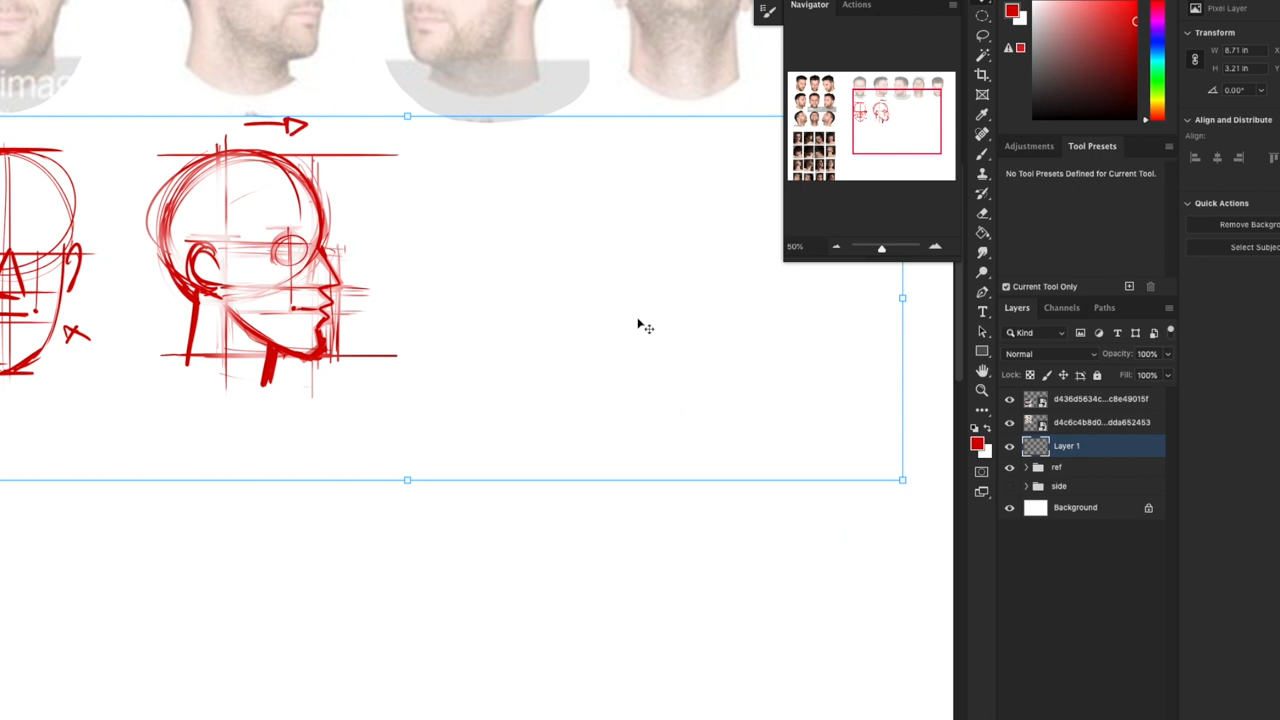 imas
Navigator
Actions
50%
Pixel Layer
Transform
W 8.71 in X
H 3.21 in Y
0.00°
Align and Distribute
Align:
Adjustments
Tool Presets
No Tool Presets Defined for Current Tool.
Quick Actions
Remove Backgro
Select Subjec
Current Tool Only
Layers
Channels
Paths
Kind
Normal
Opacity: 100%
Lock:
Fill: 100%
d436d5634c...c8e49015f
d4c6c4b8d0...dda652453
Layer 1
ref
side
Background